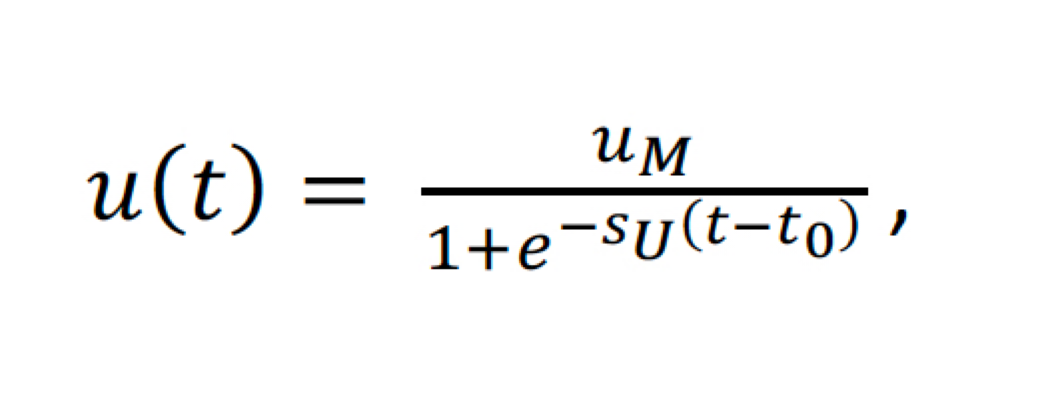 u(t) = u_M / (1+e^{-s_U(t-t_0)}) ,